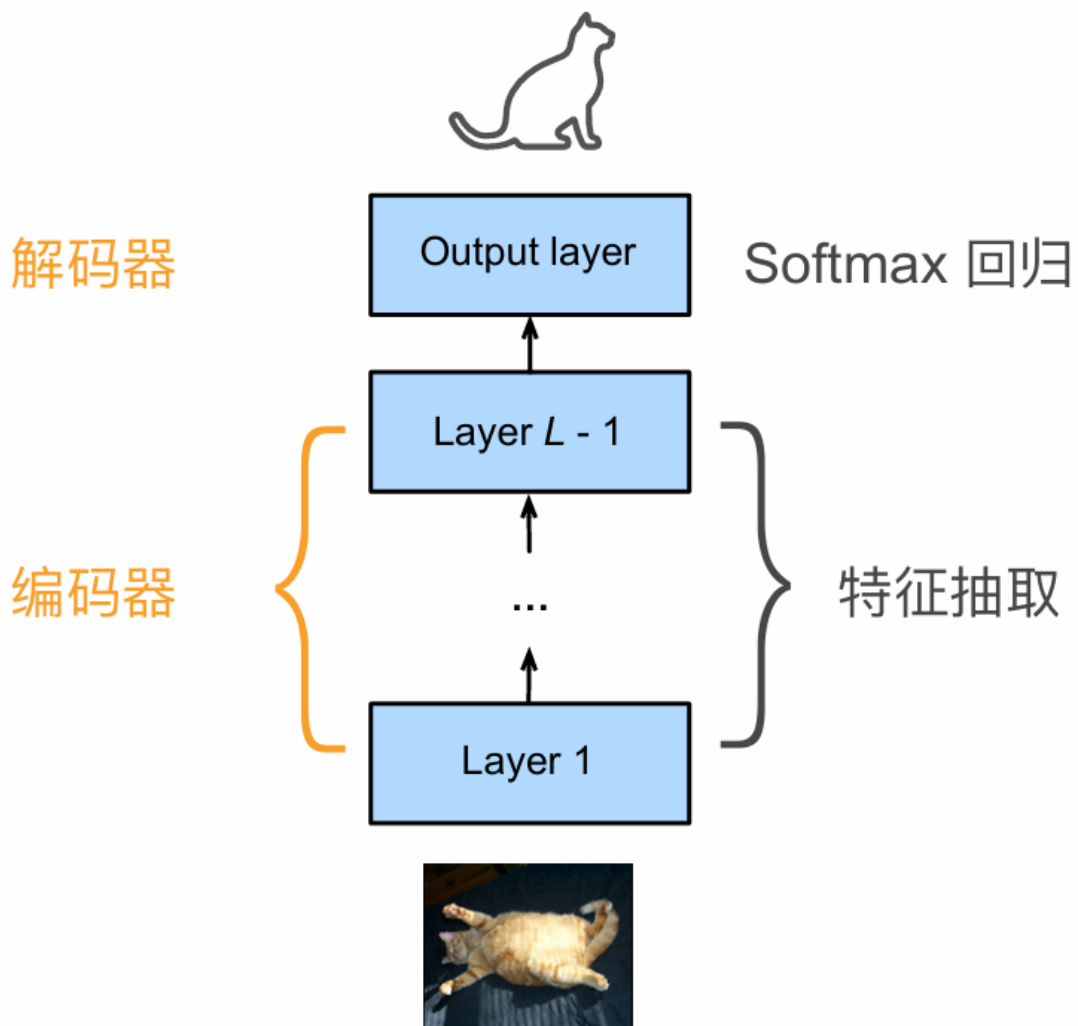 解码器
Output layer
Softmax 回归
Layer L - 1
编码器
...
特征抽取
Layer 1